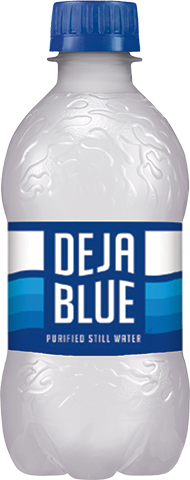 DEJA
BLUE
PURIFIED STILL WATER